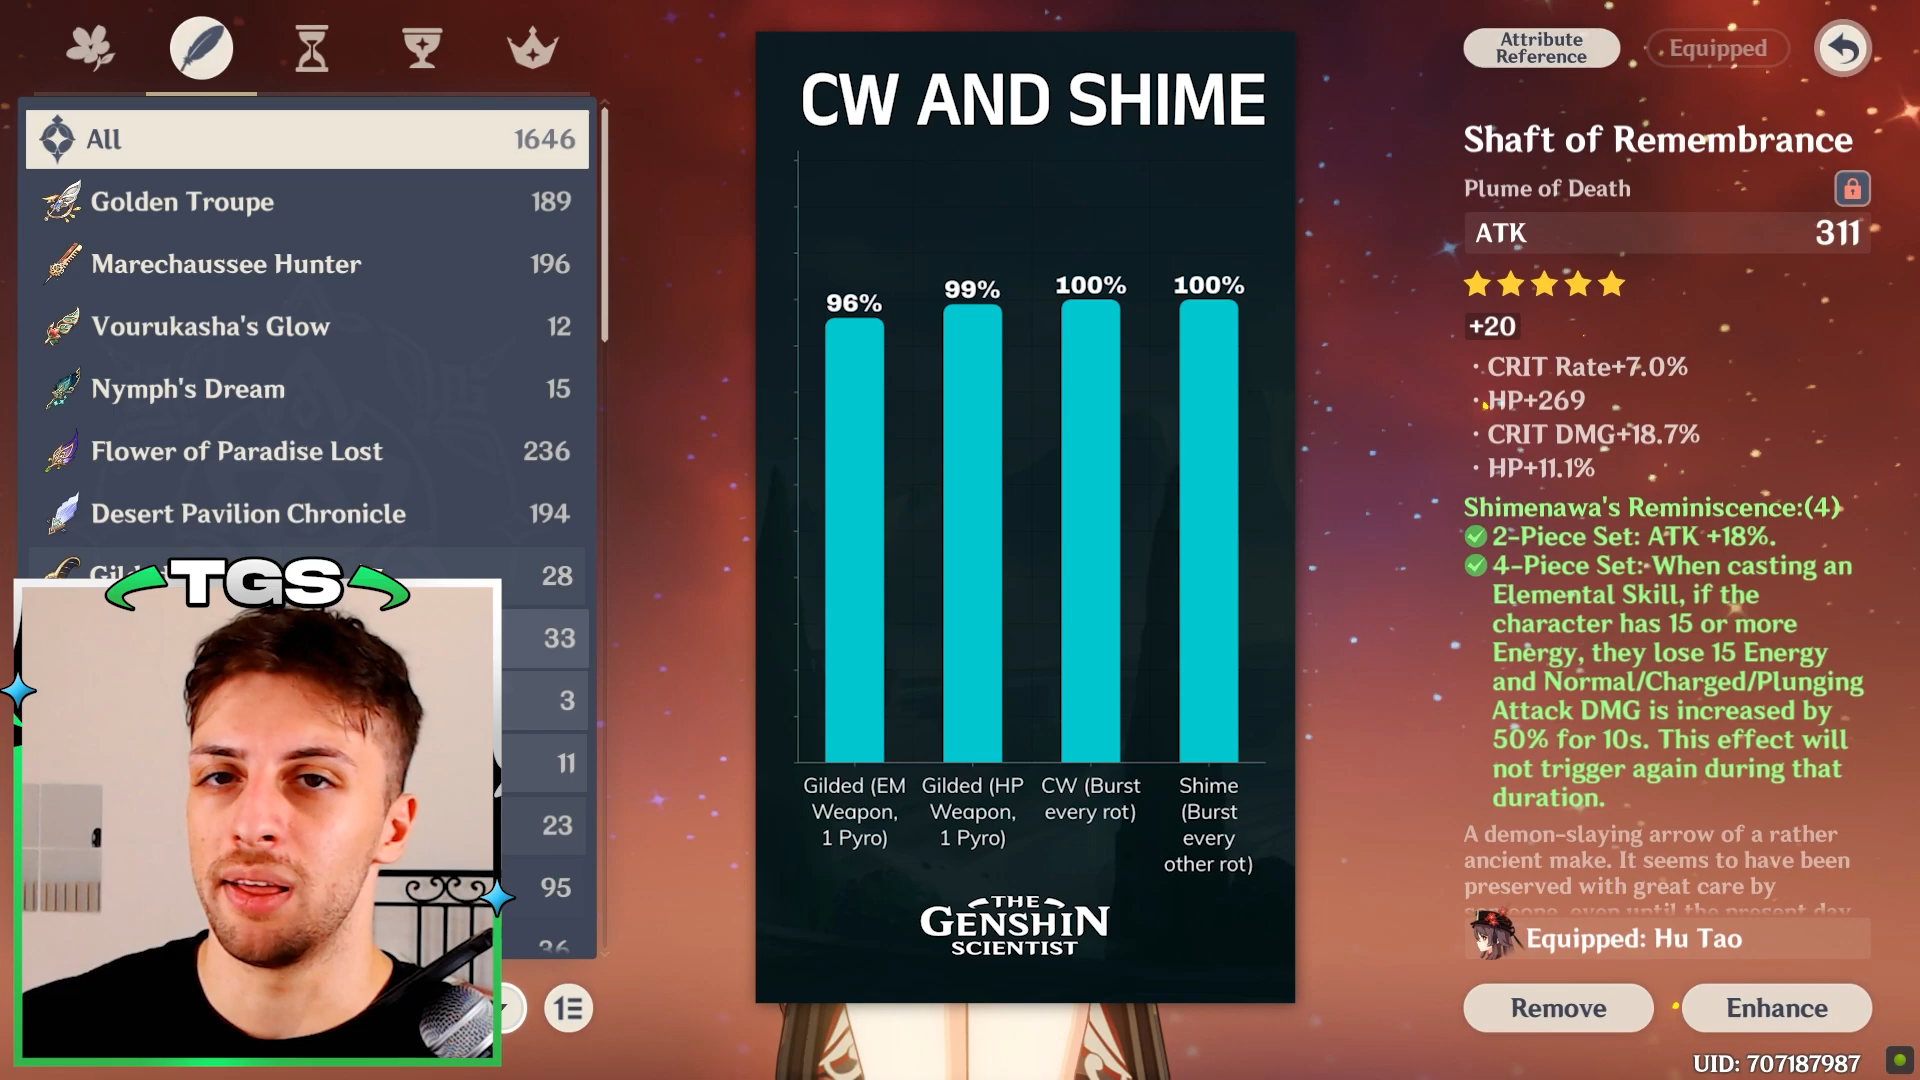 All 1646
Golden Troupe 189
Marechaussee Hunter 196
Vourukasha's Glow 12
Nymph's Dream 15
Flower of Paradise Lost 236
Desert Pavilion Chronicle 194
28
33
3
11
23
95
36
TGS
CW AND SHIME
96%
99%
100%
100%
Gilded (EM
Weapon,
1 Pyro)
Gilded (HP
Weapon,
1 Pyro)
CW (Burst
every rot)
Shime
(Burst
every
other rot)
THE
GENSHIN
SCIENTIST
Attribute
Reference
Equipped
Shaft of Remembrance
Plume of Death
ATK 311
+20
· CRIT Rate+7.0%
· HP+269
· CRIT DMG+18.7%
· HP+11.1%
Shimenawa's Reminiscence:(4)
2-Piece Set: ATK +18%.
4-Piece Set: When casting an
Elemental Skill, if the
character has 15 or more
Energy, they lose 15 Energy
and Normal/Charged/Plunging
Attack DMG is increased by
50% for 10s. This effect will
not trigger again during that
duration.
A demon-slaying arrow of a rather
ancient make. It seems to have been
preserved with great care by
someone, even until the present day
Equipped: Hu Tao
Remove
Enhance
UID: 707187987